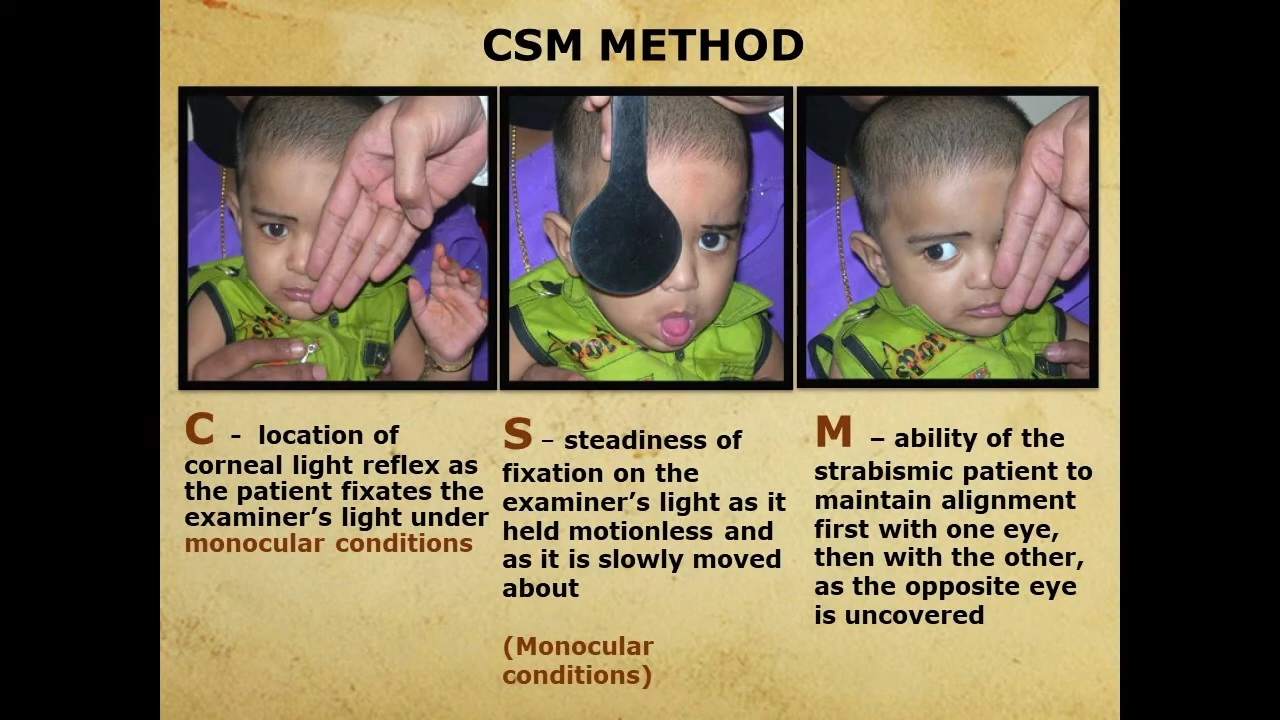 CSM METHOD
C - location of
corneal light reflex as
the patient fixates the
examiner’s light under
monocular conditions
S – steadiness of
fixation on the
examiner’s light as it
held motionless and
as it is slowly moved
about
(Monocular
conditions)
M – ability of the
strabismic patient to
maintain alignment
first with one eye,
then with the other,
as the opposite eye
is uncovered